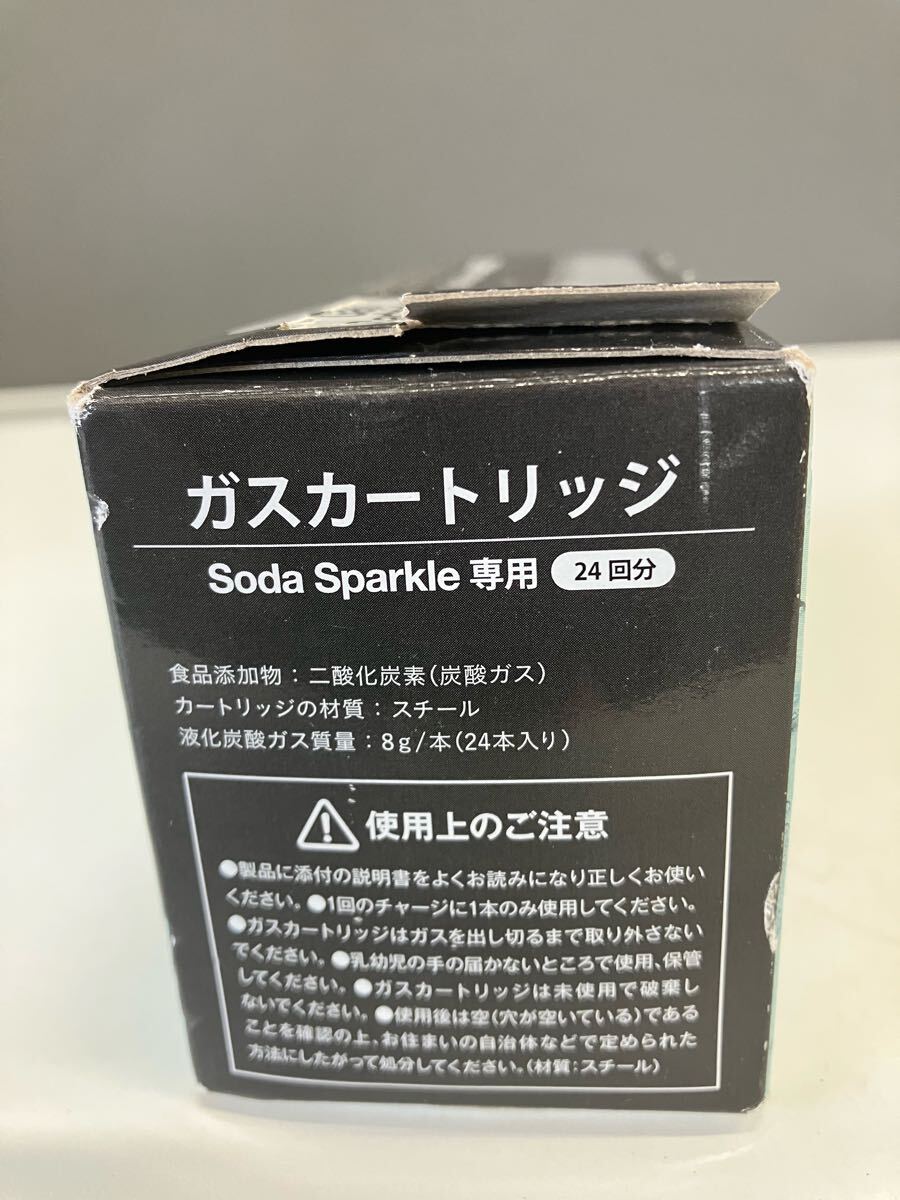 ガスカートリッジ
Soda Sparkle 専用 24回分
食品添加物：二酸化炭素(炭酸ガス)
カートリッジの材質：スチール
液化炭酸ガス質量：8g/本(24本入り)
使用上のご注意
●製品に添付の説明書をよくお読みになり正しくお使い
ください。●1回のチャージに1本のみ使用してください。
●ガスカートリッジはガスを出し切るまで取り外さない
でください。●乳幼児の手の届かないところで使用、保管
してください。●ガスカートリッジは未使用で破棄し
ないでください。●使用後は空(穴が空いている)である
ことを確認の上、お住まいの自治体などで定められた
方法にしたがって処分してください。(材質：スチール)